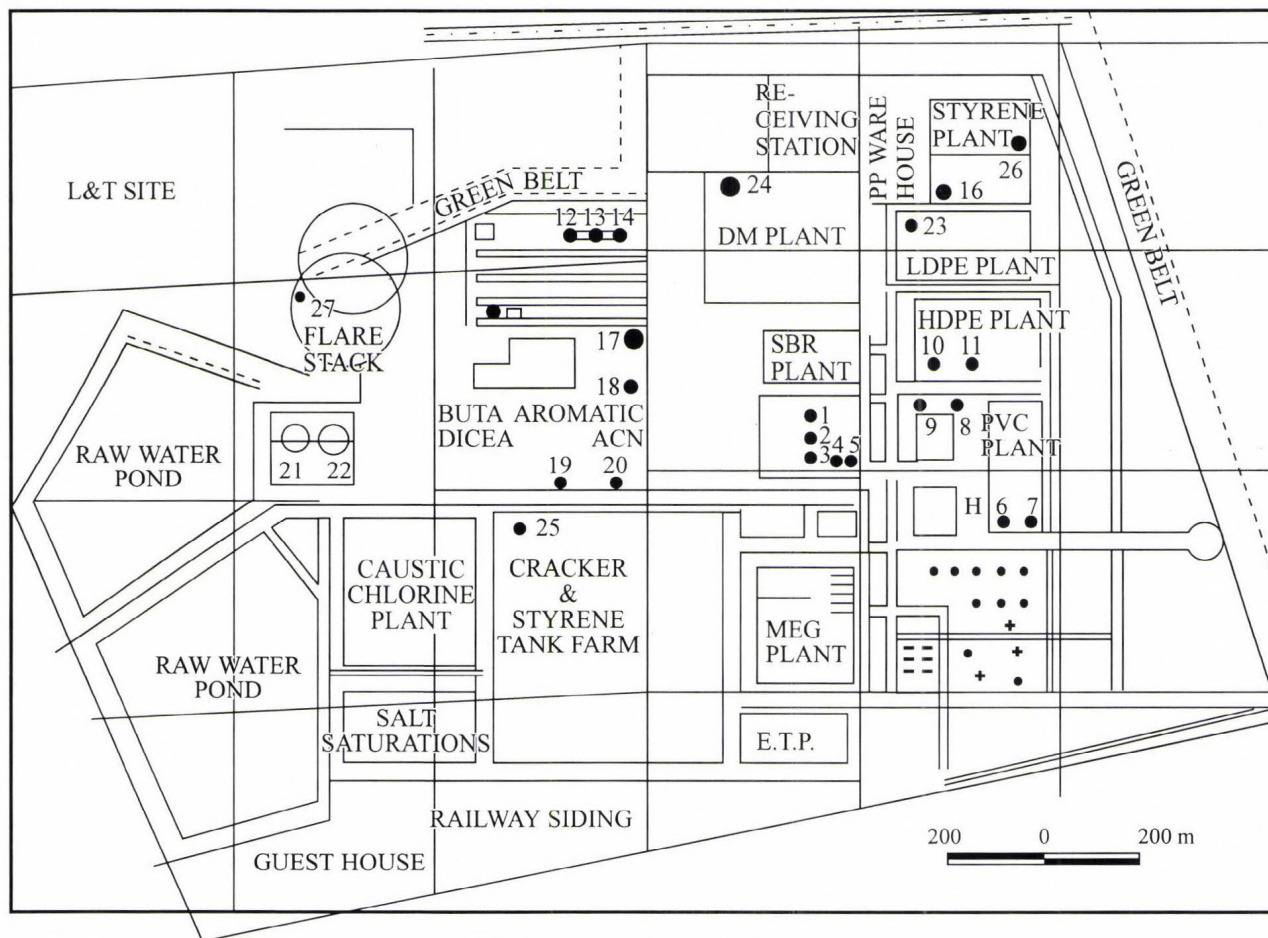 RE-
CEIVING
STATION
PP WARE
HOUSE
STYRENE
PLANT
26
16
L&T SITE
GREEN BELT
24
GREEN BELT
12 13 14
23
DM PLANT
LDPE PLANT
27
FLARE
STACK
17
18
HDPE PLANT
10 11
SBR
PLANT
BUTA AROMATIC
DICEA ACN
1
2
3 4 5
9 8
PVC
PLANT
RAW WATER
POND
21 22
19 20
H 6 7
25
CAUSTIC
CHLORINE
PLANT
CRACKER
&
STYRENE
TANK FARM
MEG
PLANT
RAW WATER
POND
SALT
SATURATIONS
E.T.P.
RAILWAY SIDING
GUEST HOUSE
200 0 200 m